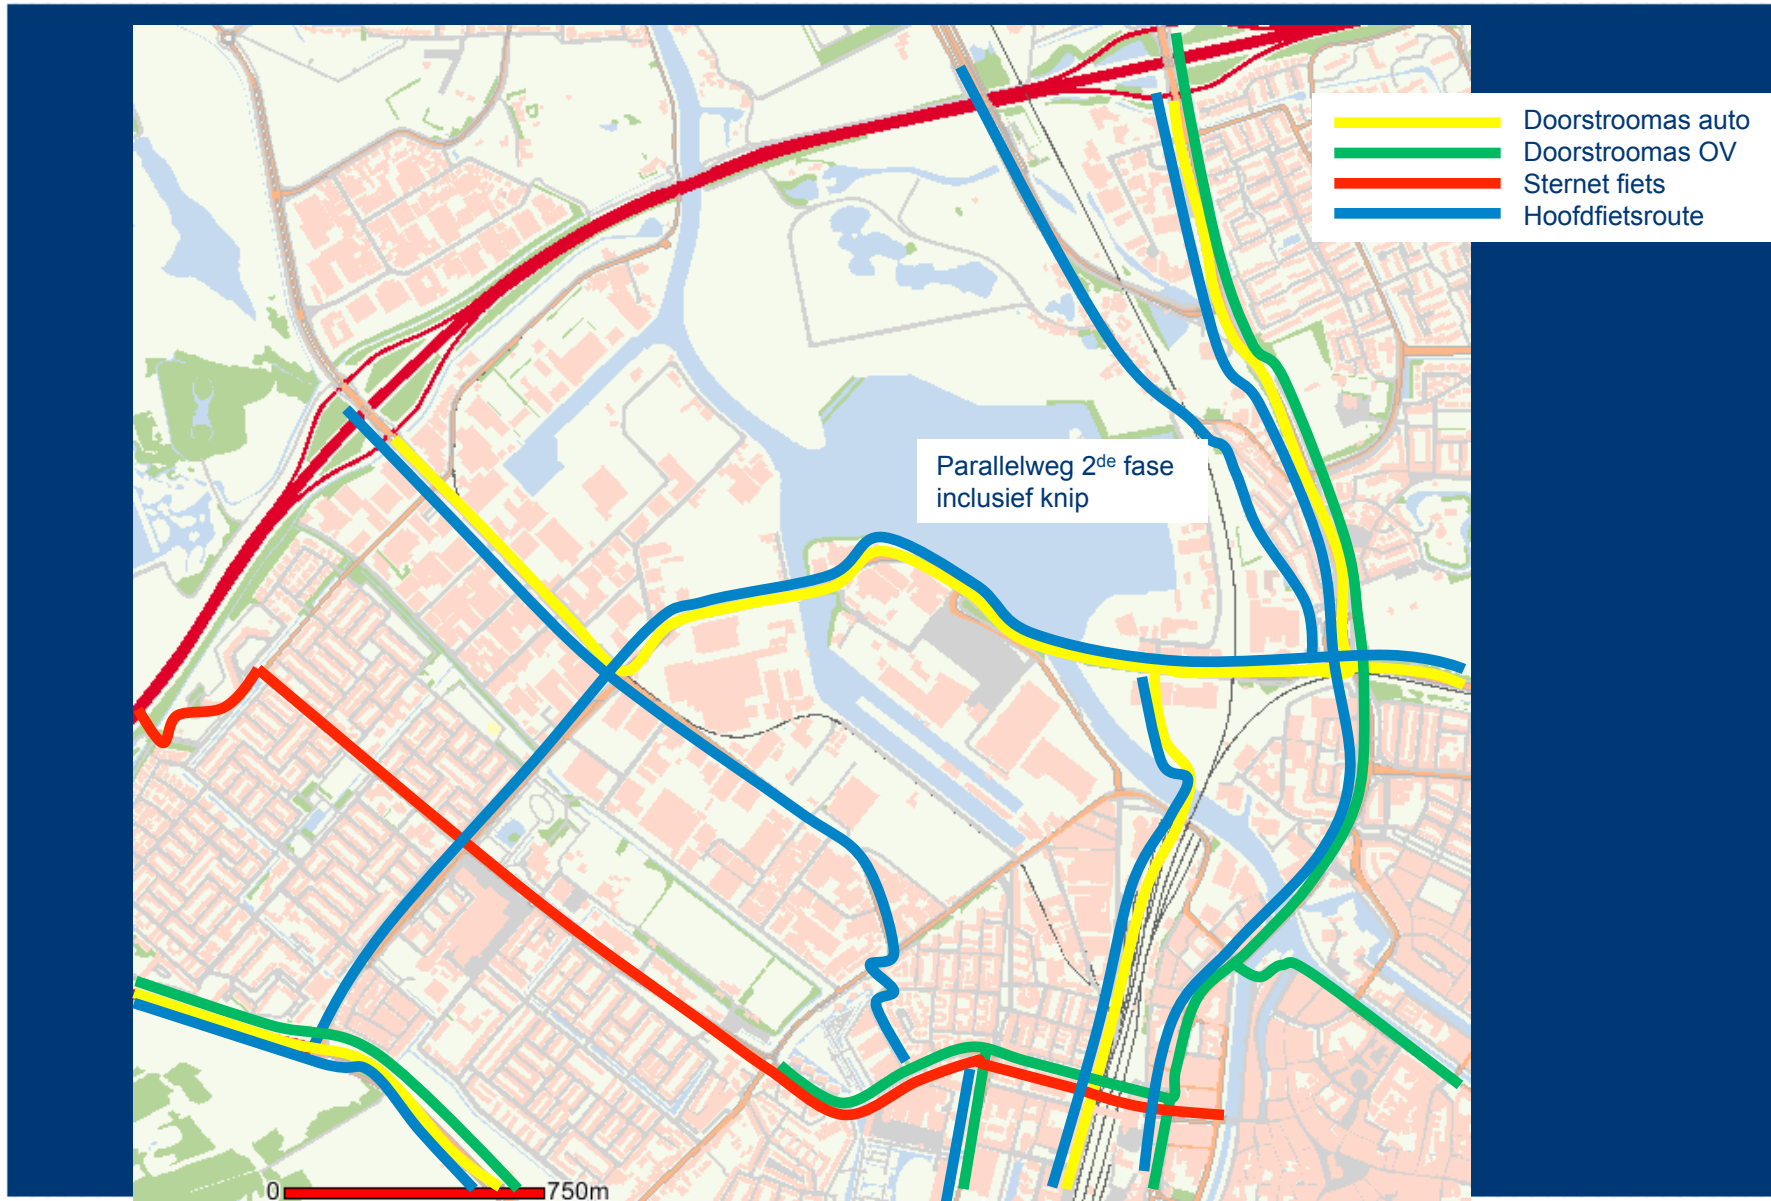 Doorstroomas auto
Doorstroomas OV
Sternet fiets
Hoofdfietsroute
Parallelweg 2de fase
inclusief knip
0 750m